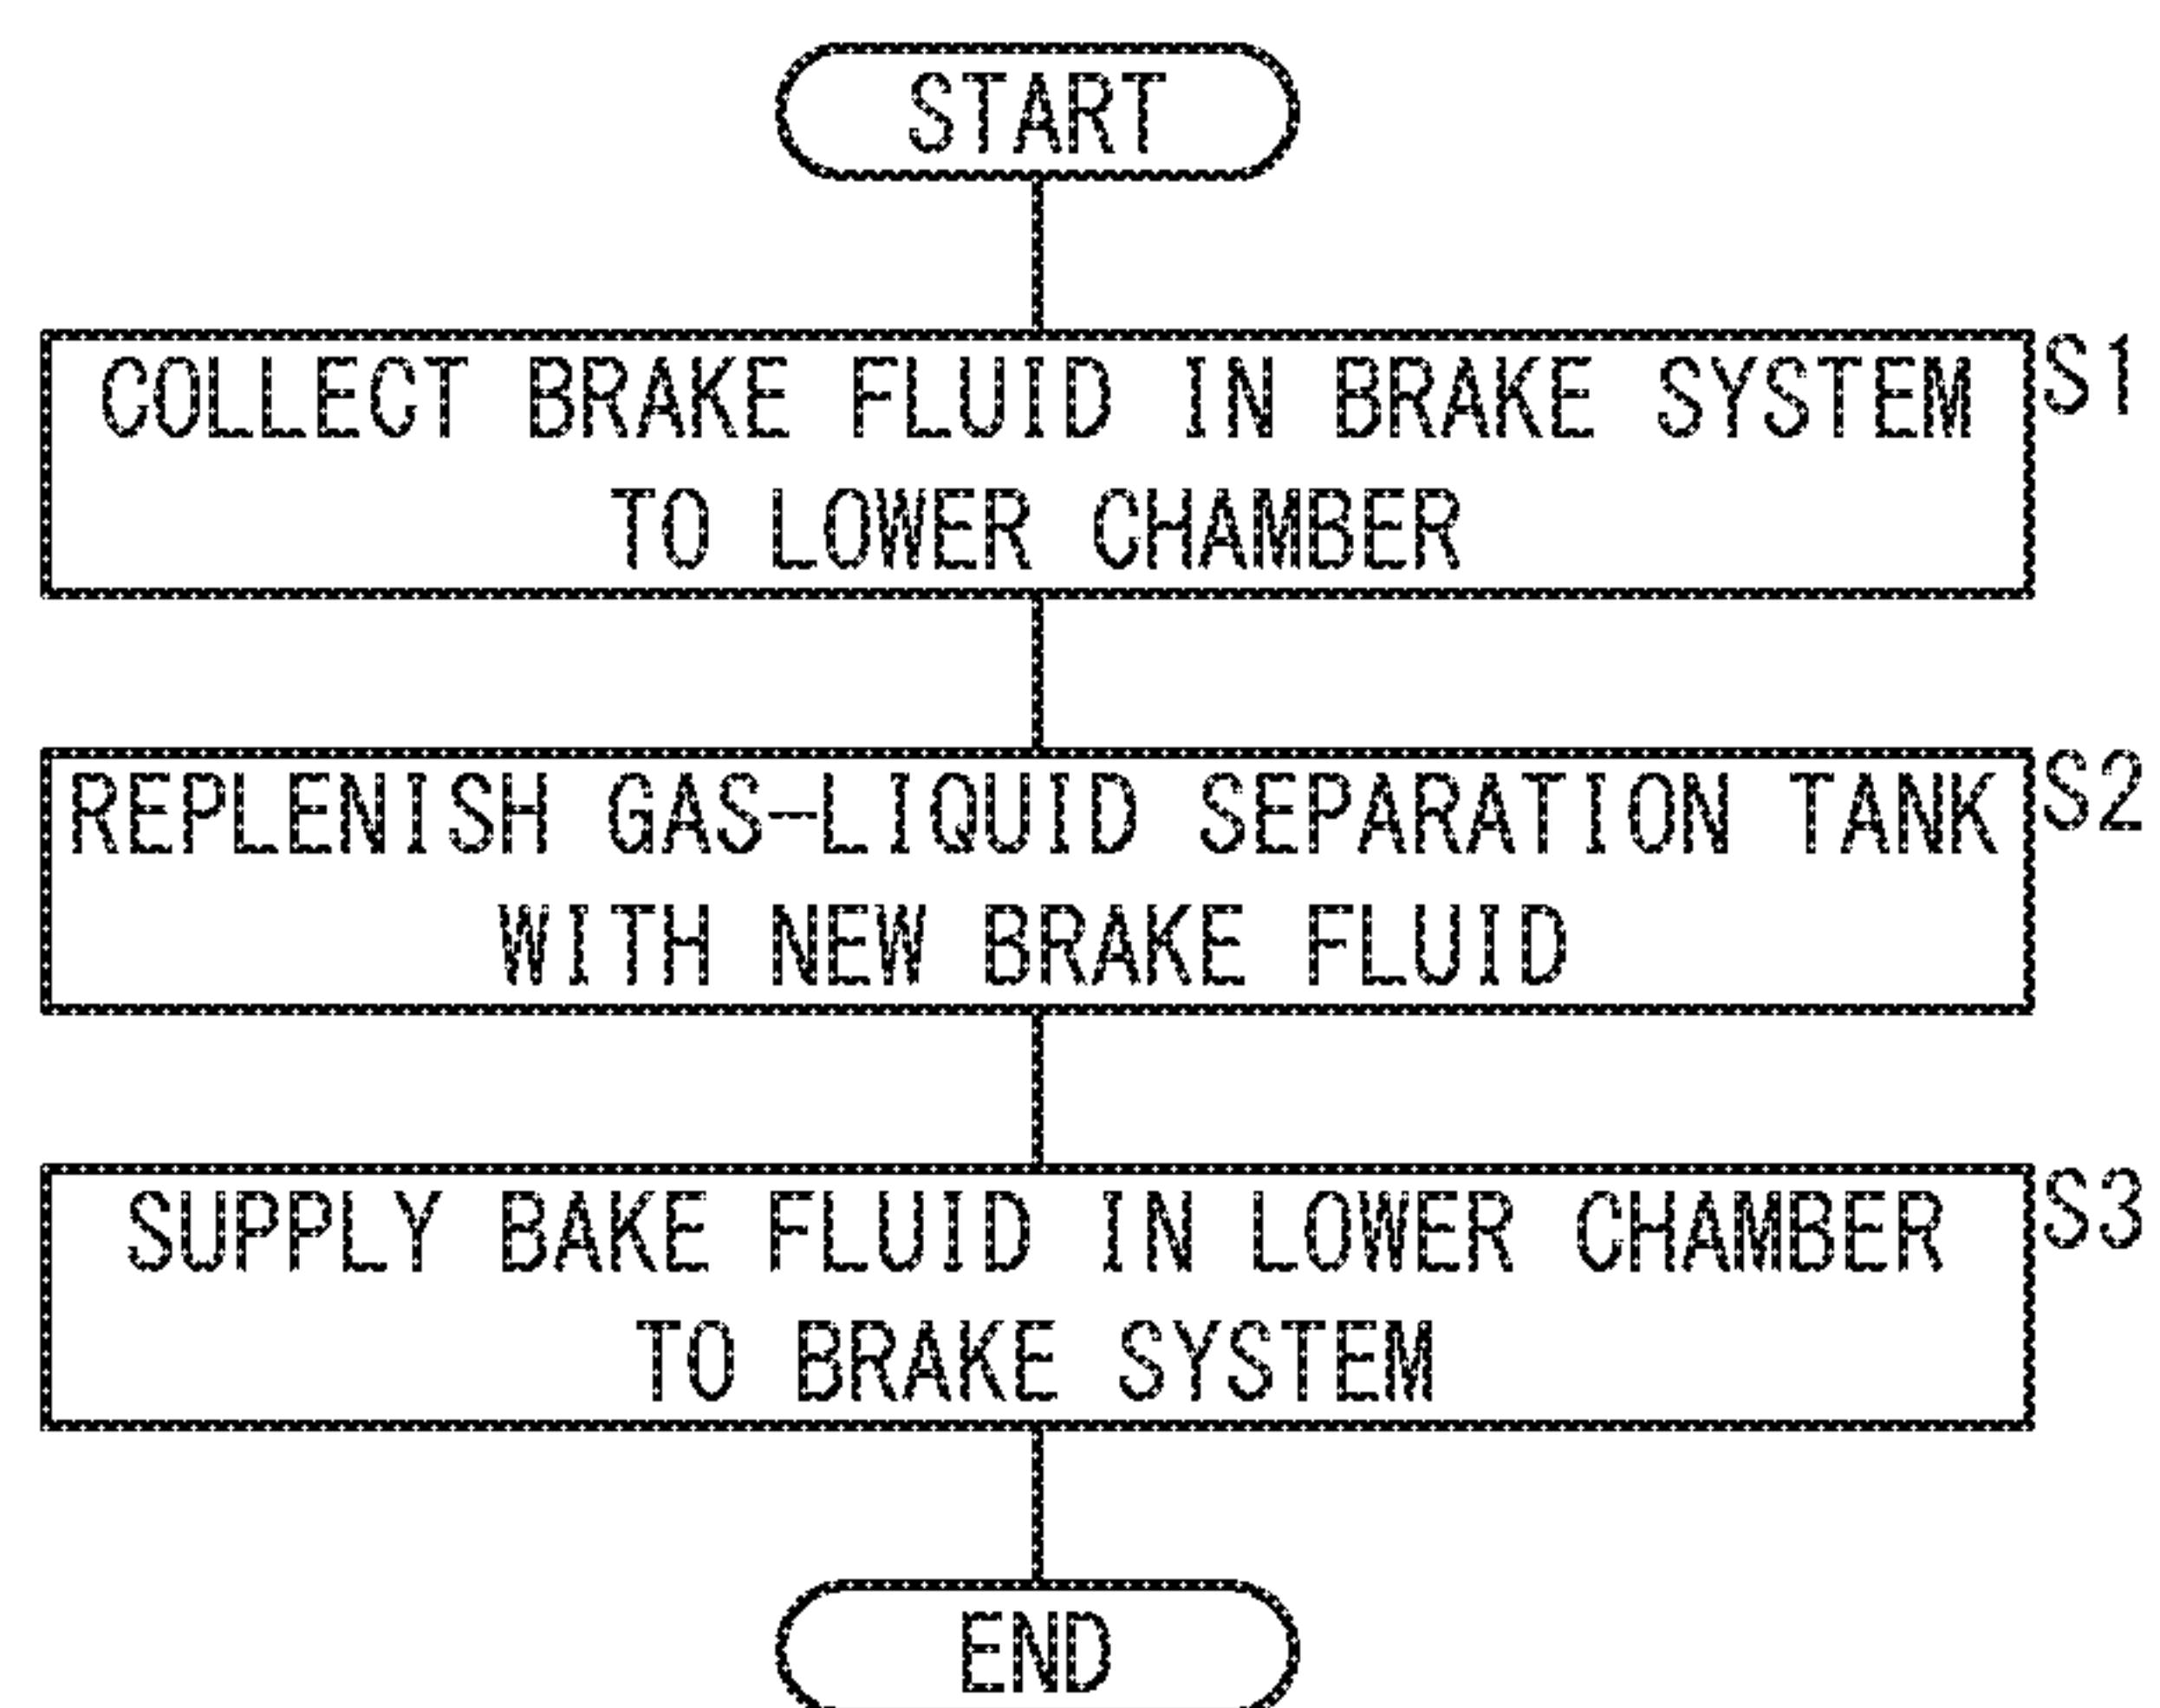 START
COLLECT BRAKE FLUID IN BRAKE SYSTEM S1
TO LOWER CHAMBER
REPLENISH GAS-LIQUID SEPARATION TANK S2
WITH NEW BRAKE FLUID
SUPPLY BAKE FLUID IN LOWER CHAMBER S3
TO BRAKE SYSTEM
END